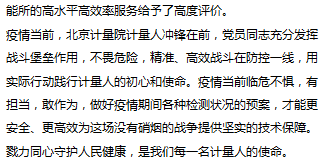 能所的高水平高效率服务给予了高度评价。
疫情当前，北京计量院计量人冲锋在前，党员同志充分发挥
战斗堡垒作用，不畏危险，精准、高效战斗在防控一线，用
实际行动践行计量人的初心和使命。疫情当前临危不惧，有
担当，敢作为，做好疫情期间各种检测状况的预案，才能更
安全、更高效为这场没有硝烟的战争提供坚实的技术保障。
戮力同心守护人民健康，是我们每一名计量人的使命。